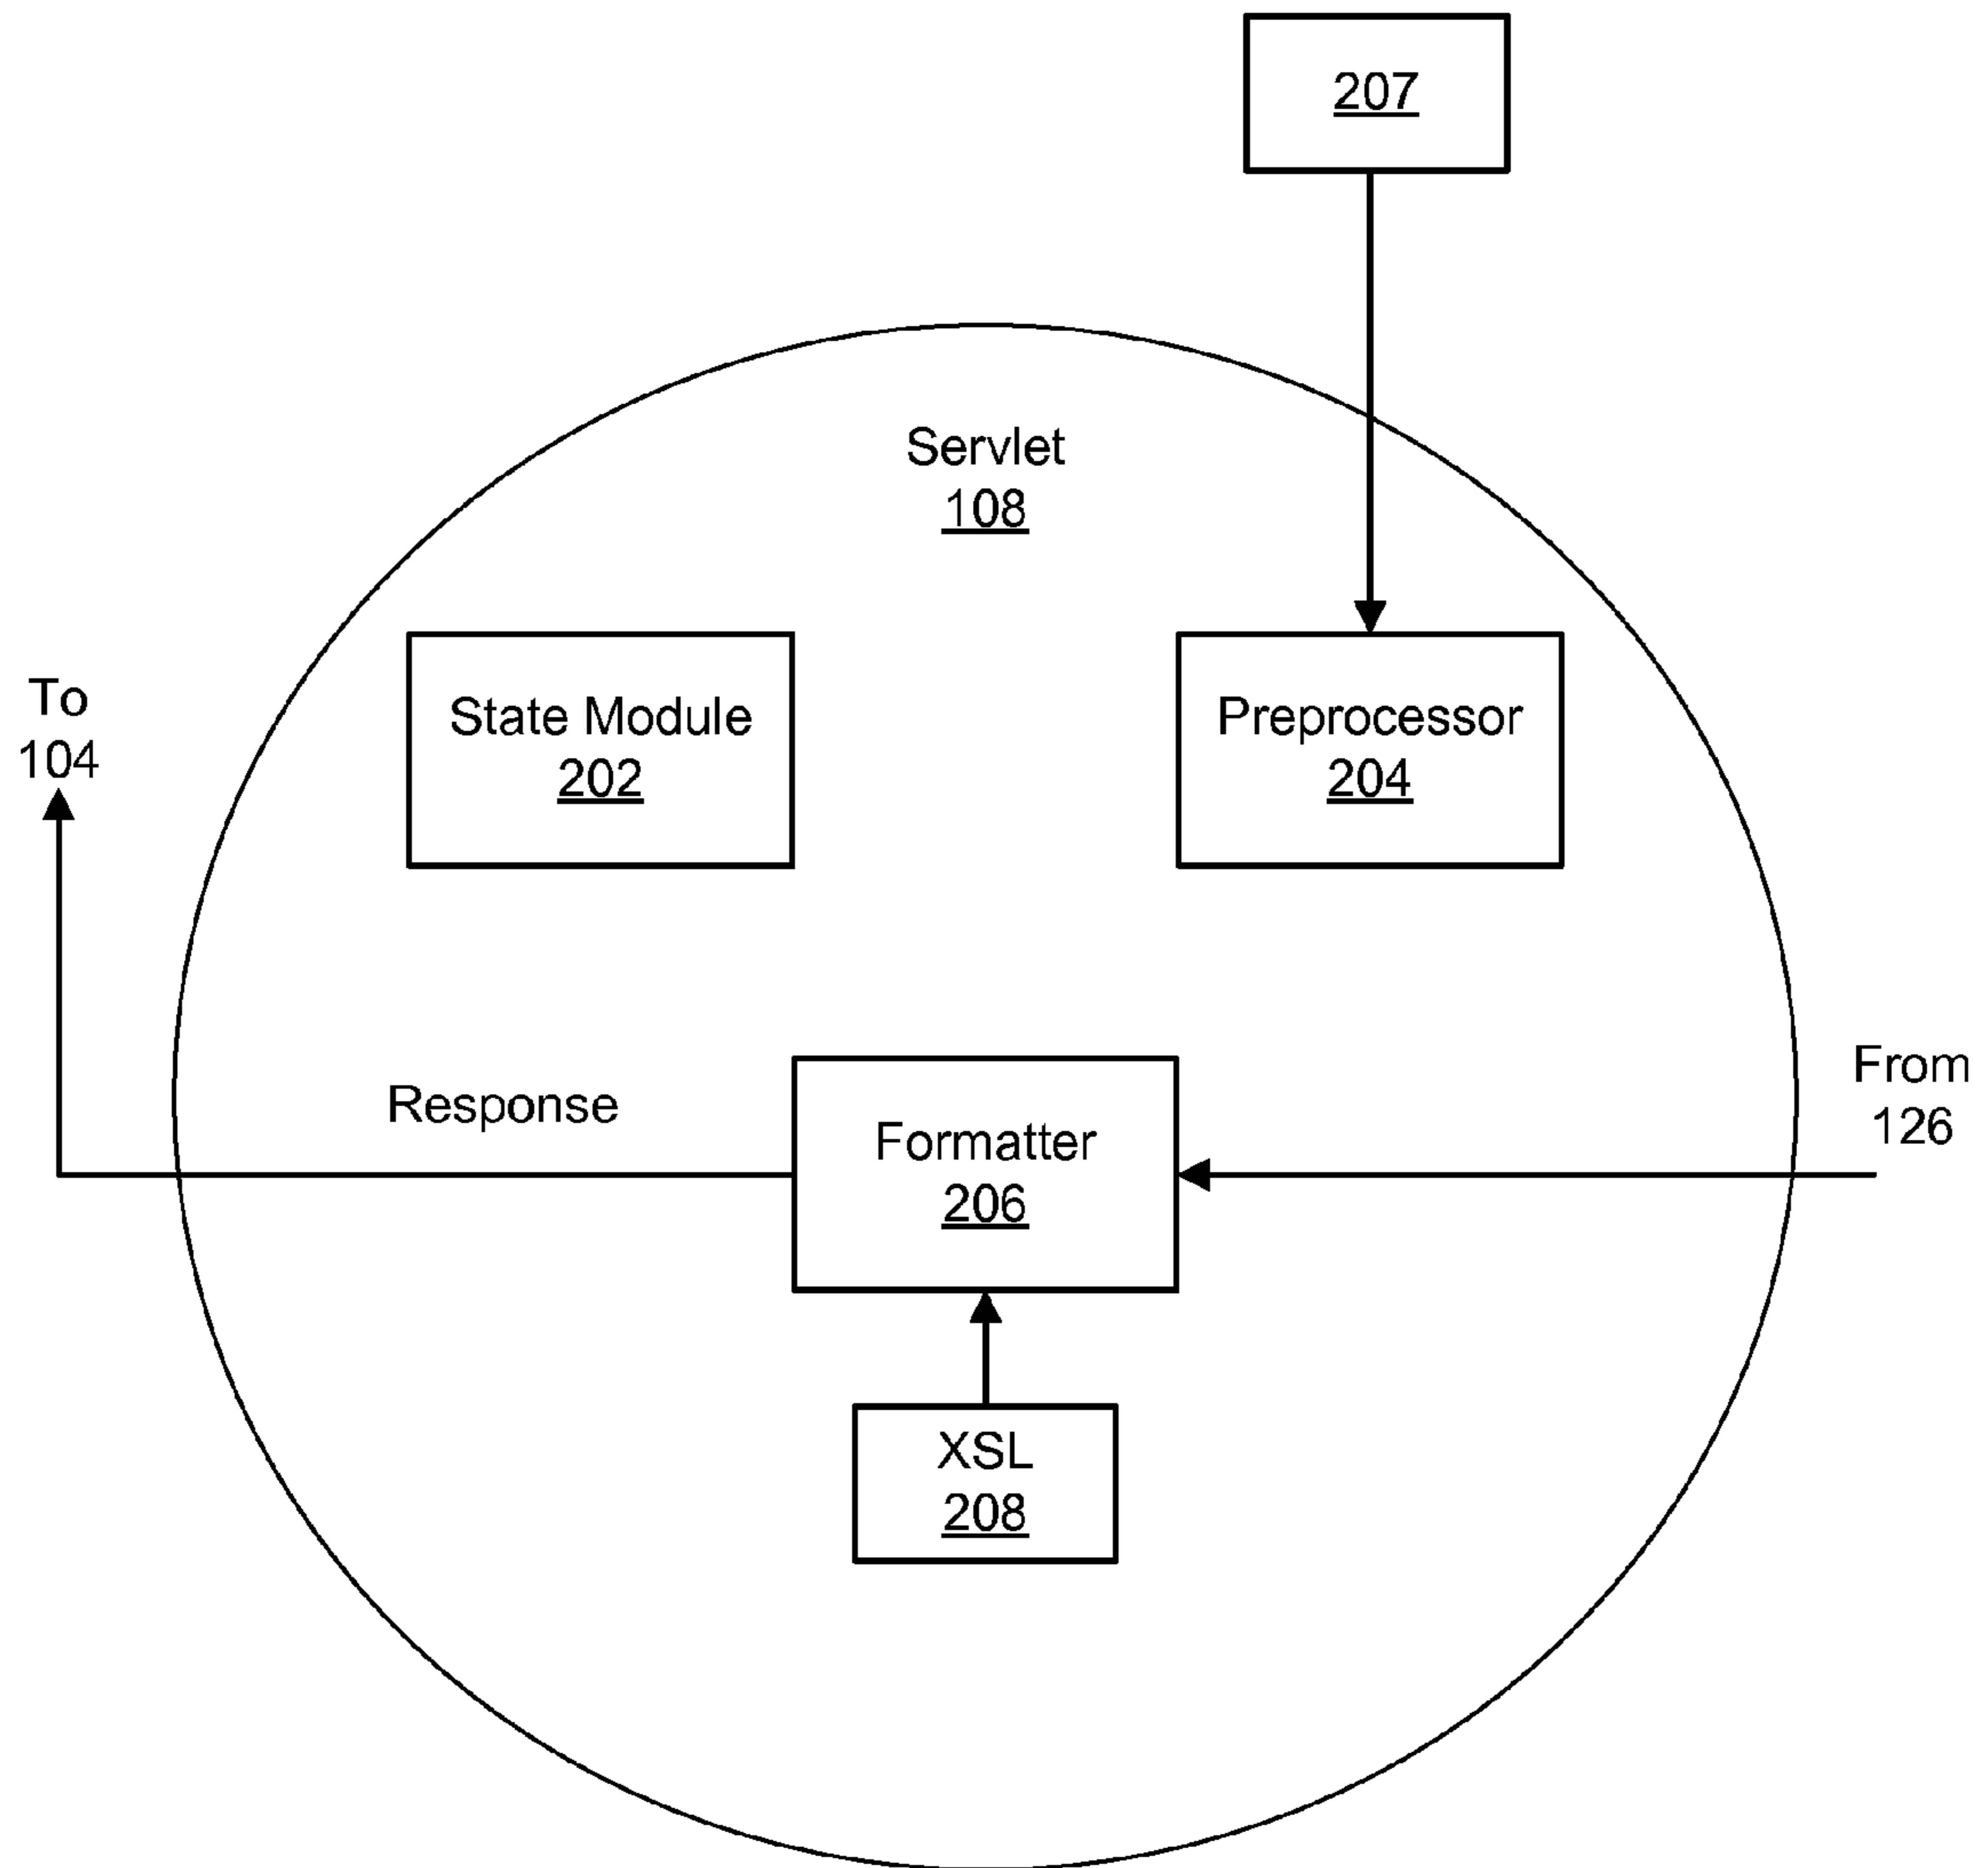 207
Servlet
108
State Module
202
Preprocessor
204
To
104
Response
Formatter
206
From
126
XSL
208